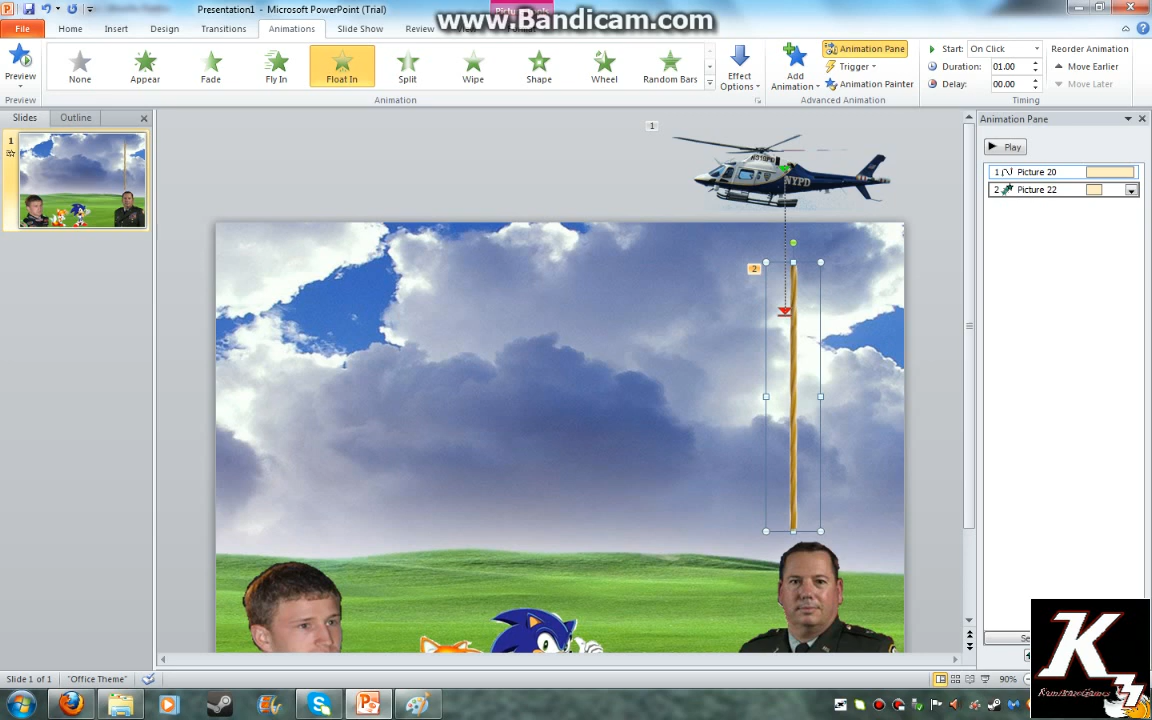 Presentation1 - Microsoft PowerPoint (Trial)
www.Bandicam.com
File Home Insert Design Transitions Animations Slide Show Review
Preview
None Appear Fade Fly In Float In Split Wipe Shape Wheel Random Bars
Effect Options
Add Animation
Animation Pane
Trigger
Animation Painter
Start: On Click
Duration: 01.00
Delay: 00.00
Reorder Animation
Move Earlier
Move Later
Preview Animation Advanced Animation Timing
Slides Outline
1
1
NYPD
2
Animation Pane
Play
1 Picture 20
2 Picture 22
K
KamikazeGames
Slide 1 of 1 "Office Theme" 90%